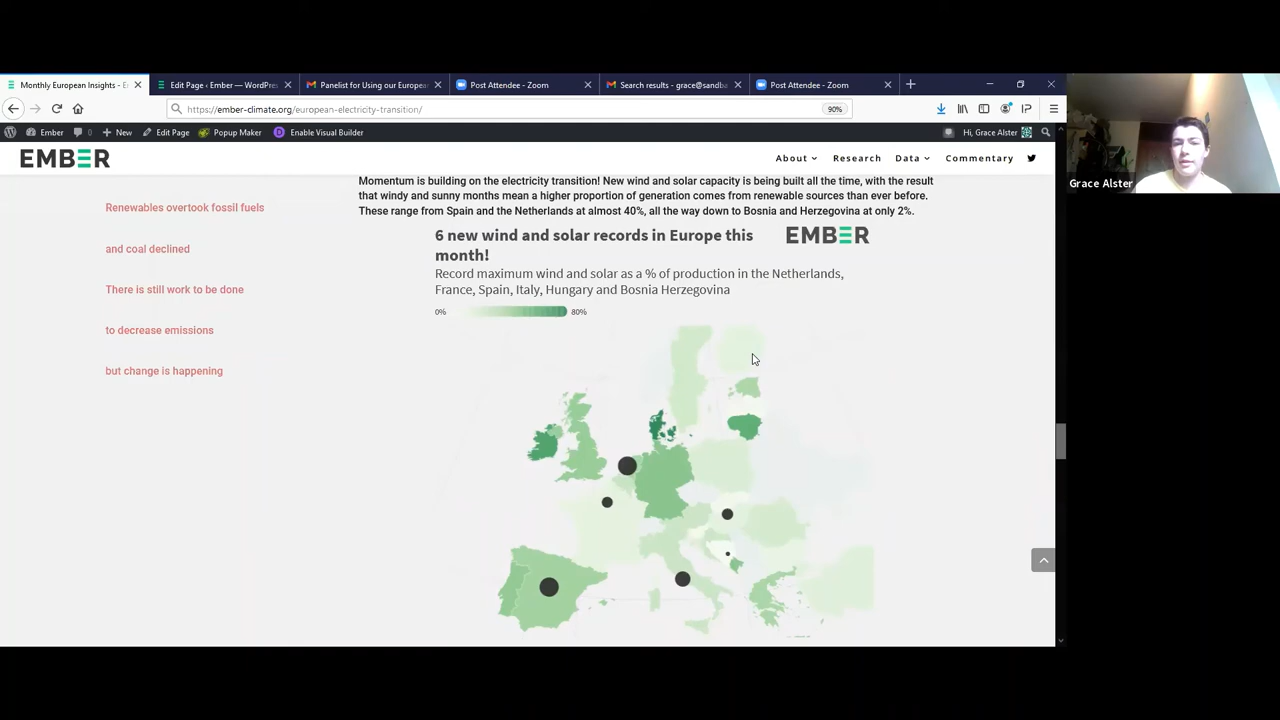 Monthly European Insights - E
Edit Page ‹ Ember — WordPres
Panelist for Using our European
Post Attendee - Zoom
Search results - grace@sandba
Post Attendee - Zoom
https://ember-climate.org/european-electricity-transition/
90%
Ember
0
New
Edit Page
Popup Maker
Enable Visual Builder
Hi, Grace Alster
Grace Alster
EMBER
About
Research
Data
Commentary
Momentum is building on the electricity transition! New wind and solar capacity is being built all the time, with the result
that windy and sunny months mean a higher proportion of generation comes from renewable sources than ever before.
These range from Spain and the Netherlands at almost 40%, all the way down to Bosnia and Herzegovina at only 2%.
Renewables overtook fossil fuels
and coal declined
There is still work to be done
to decrease emissions
but change is happening
6 new wind and solar records in Europe this
month!
EMBER
Record maximum wind and solar as a % of production in the Netherlands,
France, Spain, Italy, Hungary and Bosnia Herzegovina
0%
80%